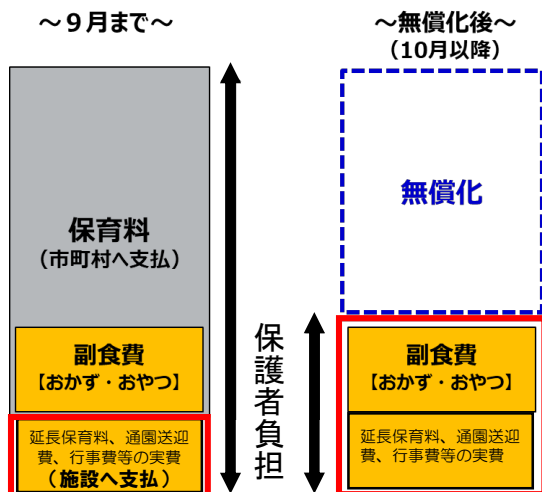 ～９月まで～
保育料
（市町村へ支払）
副食費
【おかず・おやつ】
延長保育料、通園送迎
費、行事費等の実費
（施設へ支払）
保護者負担
～無償化後～
（10月以降）
無償化
副食費
【おかず・おやつ】
延長保育料、通園送迎
費、行事費等の実費